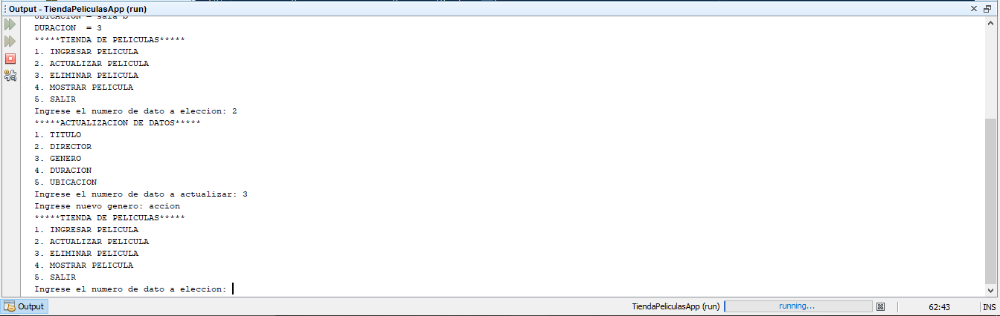 Output - TiendaPeliculasApp (run)
UBICACION = sala b
DURACION  = 3
*****TIENDA DE PELICULAS*****
1. INGRESAR PELICULA
2. ACTUALIZAR PELICULA
3. ELIMINAR PELICULA
4. MOSTRAR PELICULA
5. SALIR
Ingrese el numero de dato a eleccion: 2
*****ACTUALIZACION DE DATOS*****
1. TITULO
2. DIRECTOR
3. GENERO
4. DURACION
5. UBICACION
Ingrese el numero de dato a actualizar: 3
Ingrese nuevo genero: accion
*****TIENDA DE PELICULAS*****
1. INGRESAR PELICULA
2. ACTUALIZAR PELICULA
3. ELIMINAR PELICULA
4. MOSTRAR PELICULA
5. SALIR
Ingrese el numero de dato a eleccion:
Output
TiendaPeliculasApp (run)
running...
62:43
INS